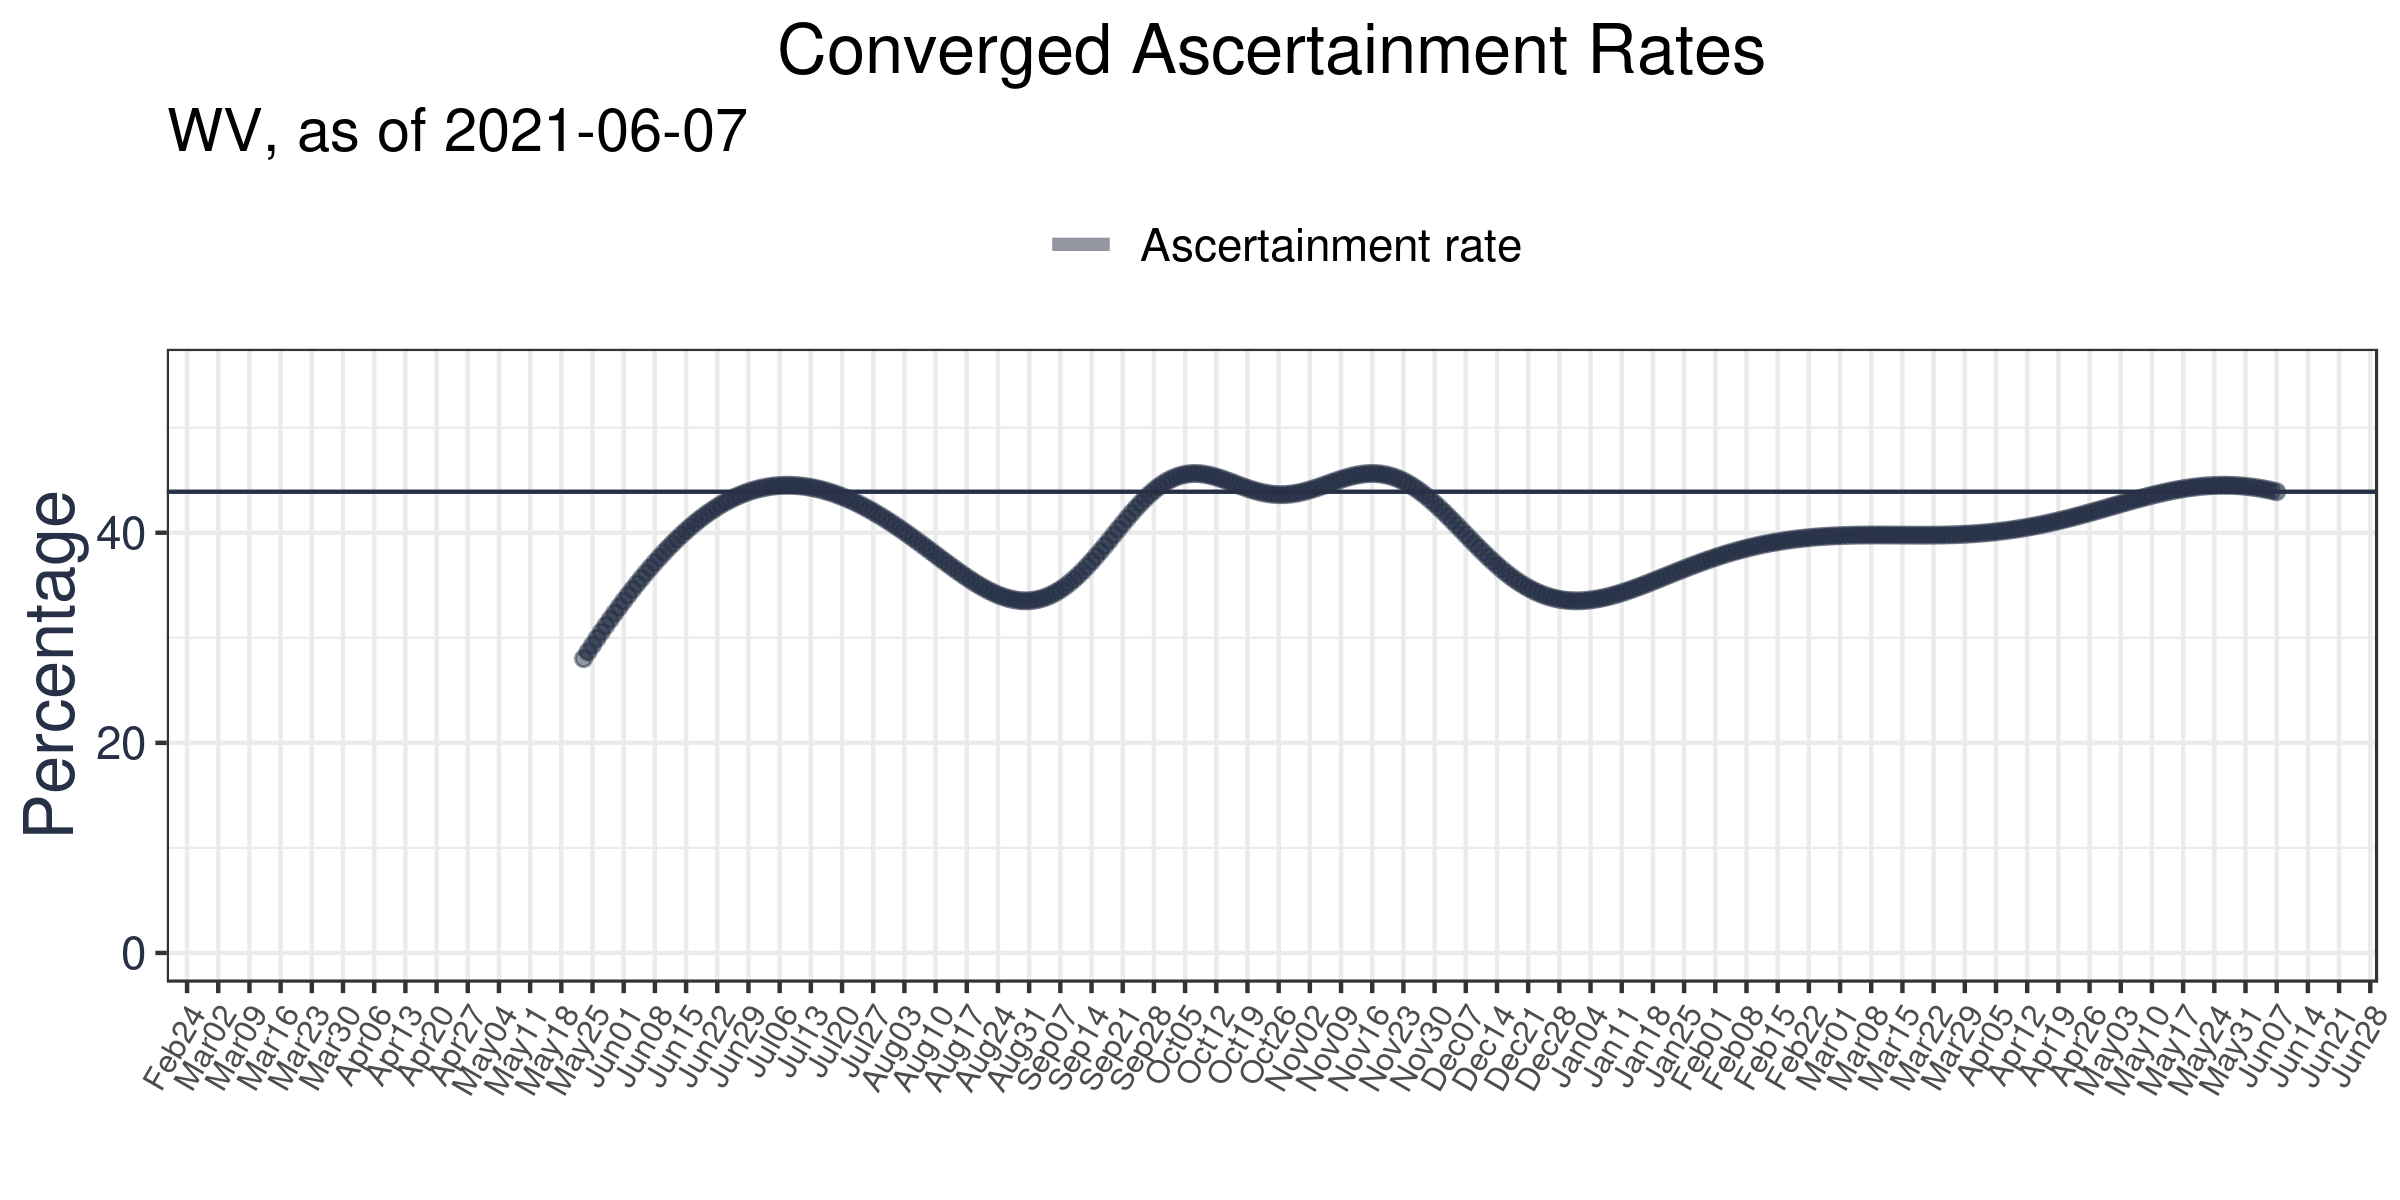 Converged Ascertainment Rates
WV, as of 2021-06-07
Ascertainment rate
Percentage
40
20
0
Feb24 Mar02 Mar09 Mar16 Mar23 Mar30 Apr06 Apr13 Apr20 Apr27 May04 May11 May18 May25 Jun01 Jun08 Jun15 Jun22 Jun29 Jul06 Jul13 Jul20 Jul27 Aug03 Aug10 Aug17 Aug24 Aug31 Sep07 Sep14 Sep21 Sep28 Oct05 Oct12 Oct19 Oct26 Nov02 Nov09 Nov16 Nov23 Nov30 Dec07 Dec14 Dec21 Dec28 Jan04 Jan11 Jan18 Jan25 Feb01 Feb08 Feb15 Feb22 Mar01 Mar08 Mar15 Mar22 Mar29 Apr05 Apr12 Apr19 Apr26 May03 May10 May17 May24 May31 Jun07 Jun14 Jun21 Jun28